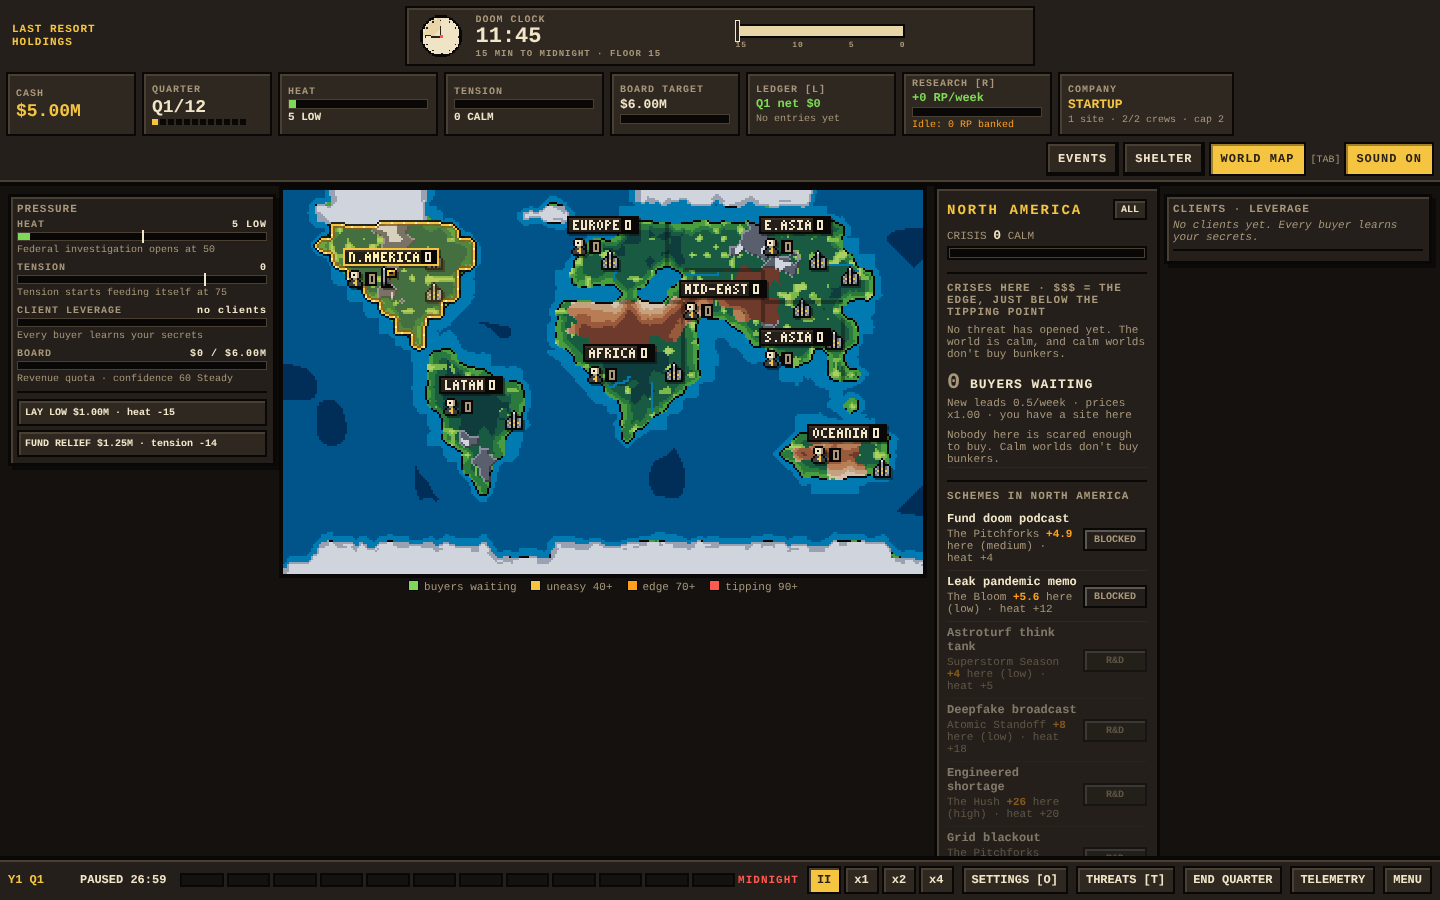 LAST RESORT
HOLDINGS
DOOM CLOCK
11:45
15 MIN TO MIDNIGHT · FLOOR 15
15 10 5 0
CASH
$5.00M
QUARTER
Q1/12
HEAT
5 LOW
TENSION
0 CALM
BOARD TARGET
$6.00M
LEDGER [L]
Q1 net $0
No entries yet
RESEARCH [R]
+0 RP/week
Idle: 0 RP banked
COMPANY
STARTUP
1 site · 2/2 crews · cap 2
EVENTS
SHELTER
WORLD MAP
[TAB]
SOUND ON
PRESSURE
HEAT 5 LOW
Federal investigation opens at 50
TENSION 0
Tension starts feeding itself at 75
CLIENT LEVERAGE no clients
Every buyer learns your secrets
BOARD $0 / $6.00M
Revenue quota · confidence 60 Steady
LAY LOW $1.00M · heat -15
FUND RELIEF $1.25M · tension -14
EUROPE 0
E.ASIA 0
N.AMERICA 0
MID-EAST 0
S.ASIA 0
AFRICA 0
LATAM 0
OCEANIA 0
buyers waiting
uneasy 40+
edge 70+
tipping 90+
NORTH AMERICA
ALL
CRISIS 0 CALM
CRISES HERE · $$$ = THE
EDGE, JUST BELOW THE
TIPPING POINT
No threat has opened yet. The
world is calm, and calm worlds
don't buy bunkers.
0 BUYERS WAITING
New leads 0.5/week · prices
x1.00 · you have a site here
Nobody here is scared enough
to buy. Calm worlds don't buy
bunkers.
SCHEMES IN NORTH AMERICA
Fund doom podcast
The Pitchforks +4.9
here (medium) ·
heat +4
BLOCKED
Leak pandemic memo
The Bloom +5.6 here
(low) · heat +12
BLOCKED
Astroturf think
tank
Superstorm Season
+4 here (low) ·
heat +5
R&D
Deepfake broadcast
Atomic Standoff +8
here (low) · heat
+18
R&D
Engineered
shortage
The Hush +26 here
(high) · heat +20
R&D
Grid blackout
The Pitchforks
CLIENTS · LEVERAGE
No clients yet. Every buyer learns
your secrets.
Y1 Q1
PAUSED 26:59
MIDNIGHT
II
x1
x2
x4
SETTINGS [O]
THREATS [T]
END QUARTER
TELEMETRY
MENU